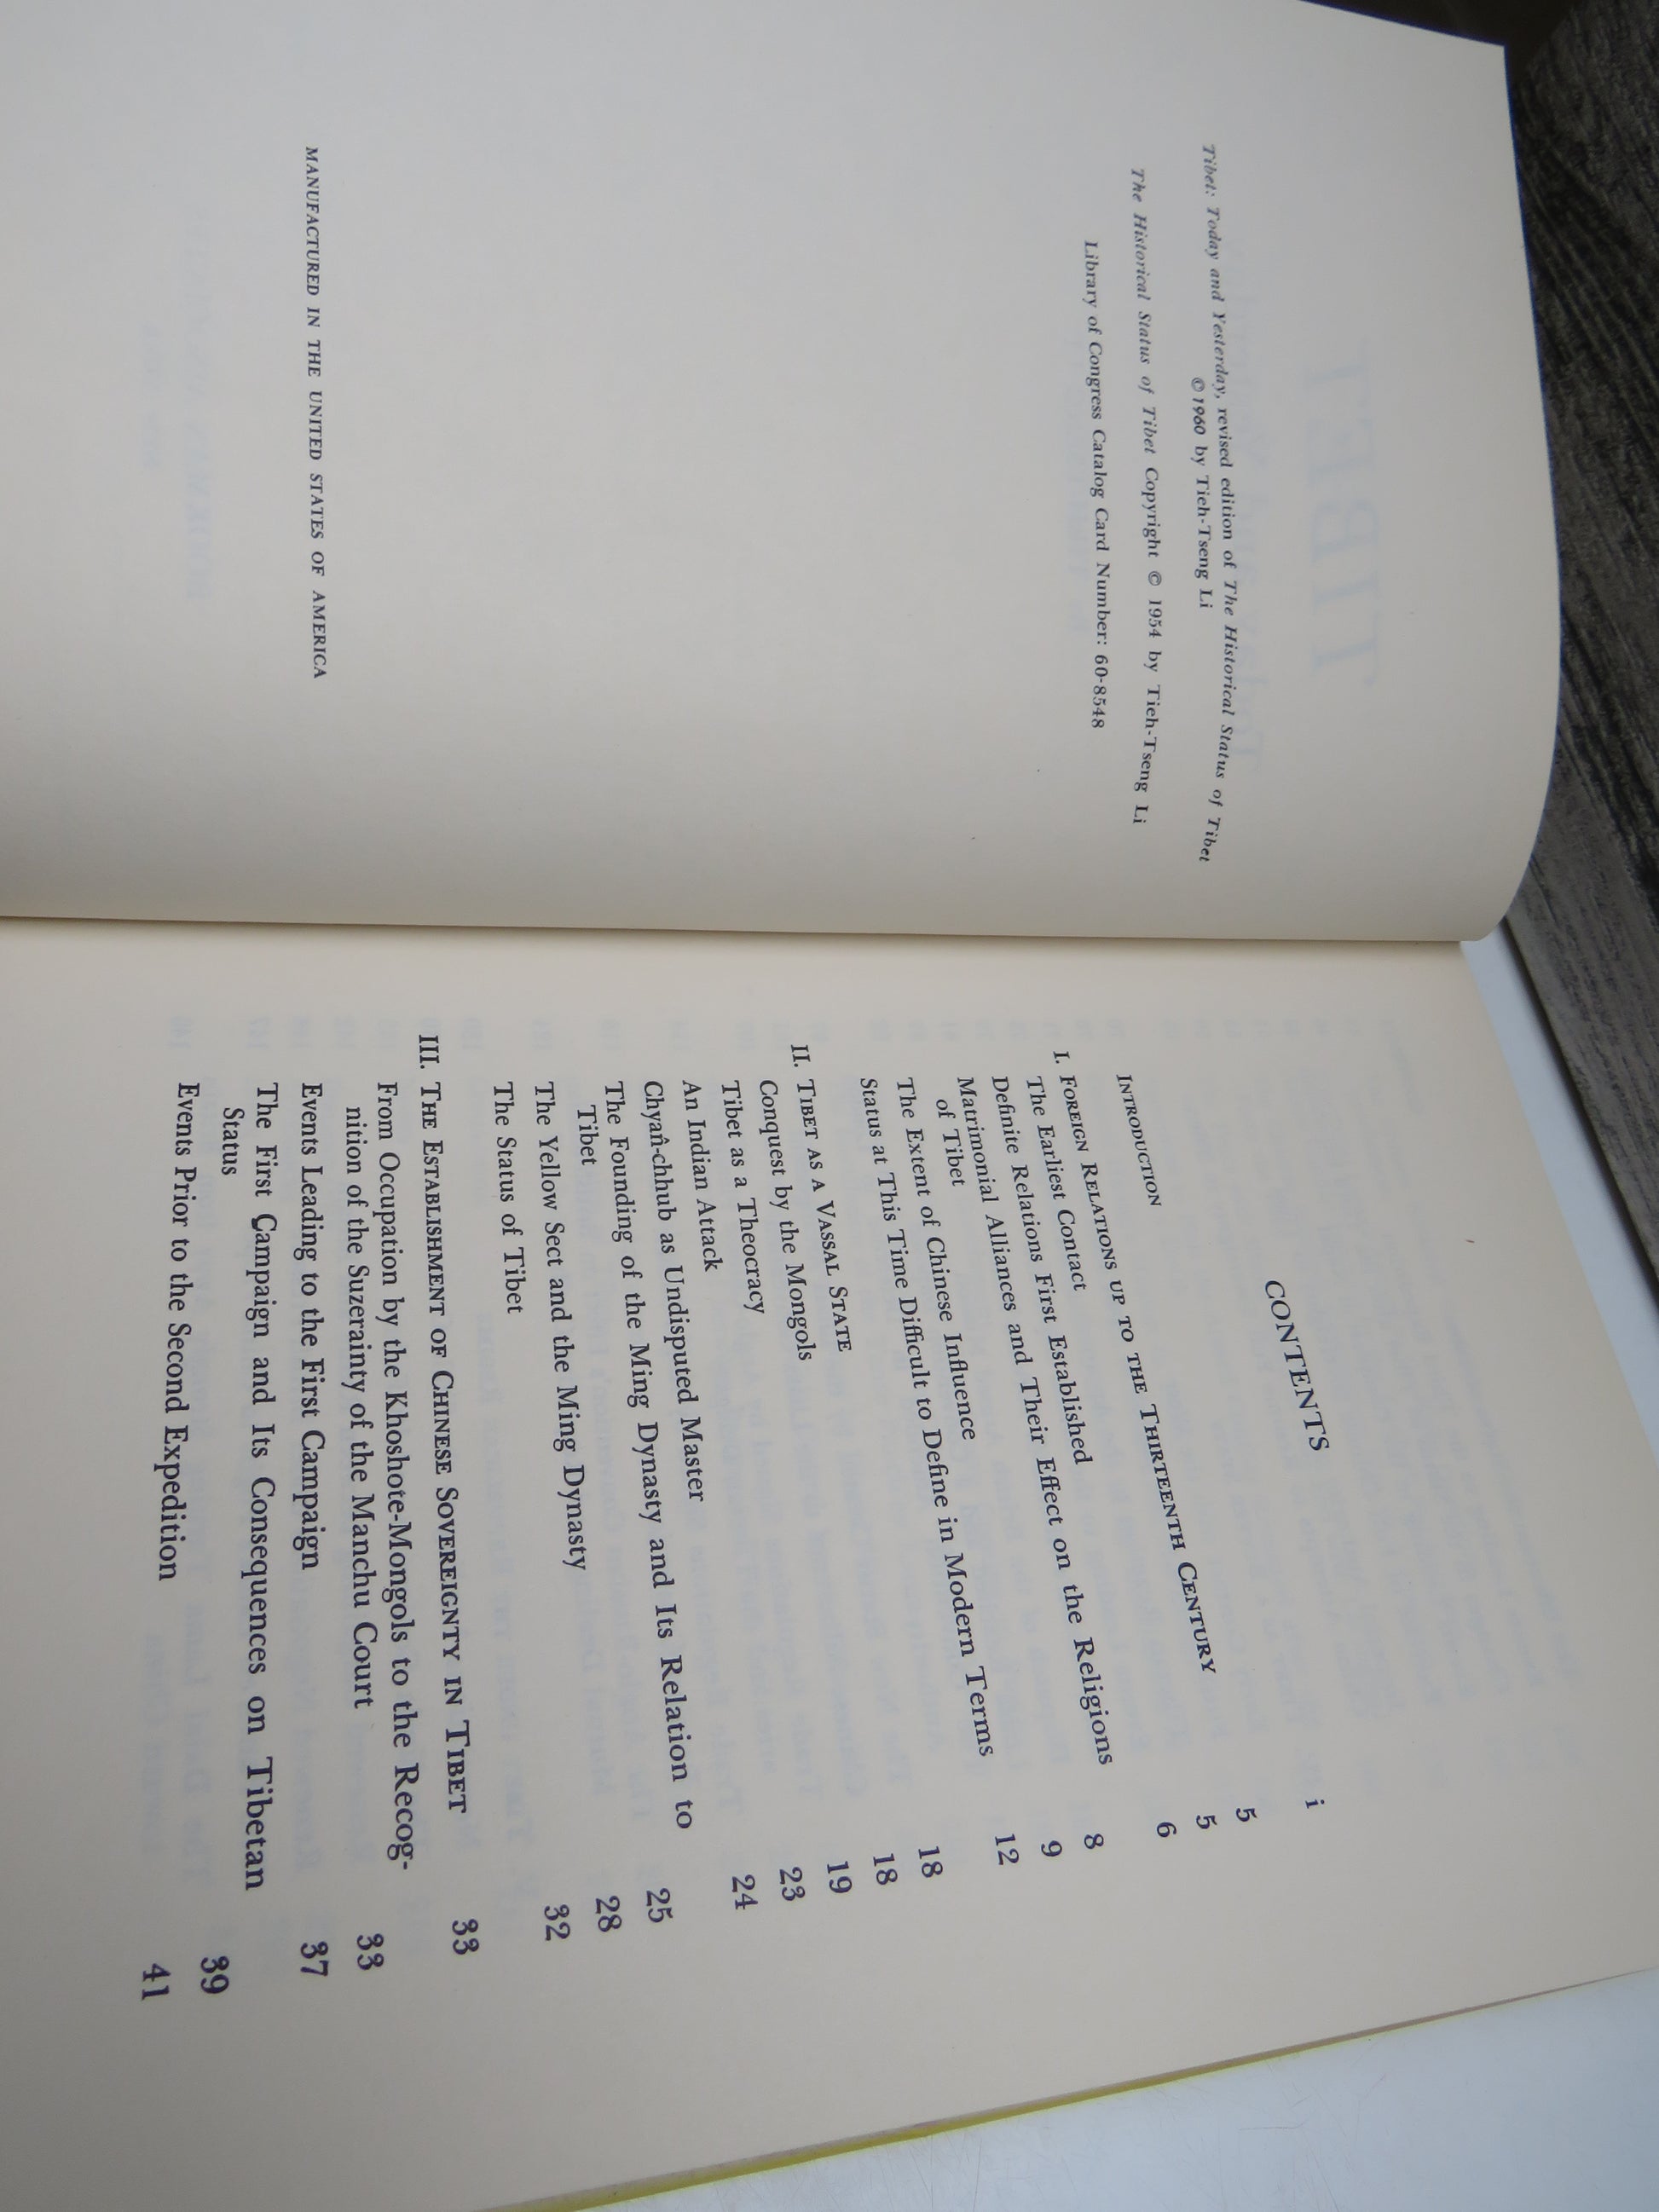 Tibet: Today and Yesterday, revised edition of The Historical Status of Tibet
©1960 by Tieh-Tseng Li
The Historical Status of Tibet Copyright © 1954 by Tieh-Tseng Li
Library of Congress Catalog Card Number: 60-8548
MANUFACTURED IN THE UNITED STATES OF AMERICA
CONTENTS
INTRODUCTION i
I. FOREIGN RELATIONS UP TO THE THIRTEENTH CENTURY 5
The Earliest Contact 5
Definite Relations First Established 6
Matrimonial Alliances and Their Effect on the Religions
of Tibet 8
The Extent of Chinese Influence 9
Status at This Time Difficult to Define in Modern Terms 12
II. TIBET AS A VASSAL STATE 18
Conquest by the Mongols 18
Tibet as a Theocracy 19
An Indian Attack 23
Chyañ-chhub as Undisputed Master 24
The Founding of the Ming Dynasty and Its Relation to
Tibet 25
The Yellow Sect and the Ming Dynasty 28
The Status of Tibet 32
III. THE ESTABLISHMENT OF CHINESE SOVEREIGNTY IN TIBET 33
From Occupation by the Khoshote-Mongols to the Recog-
nition of the Suzerainty of the Manchu Court 33
Events Leading to the First Campaign 37
The First Campaign and Its Consequences on Tibetan
Status 39
Events Prior to the Second Expedition 41